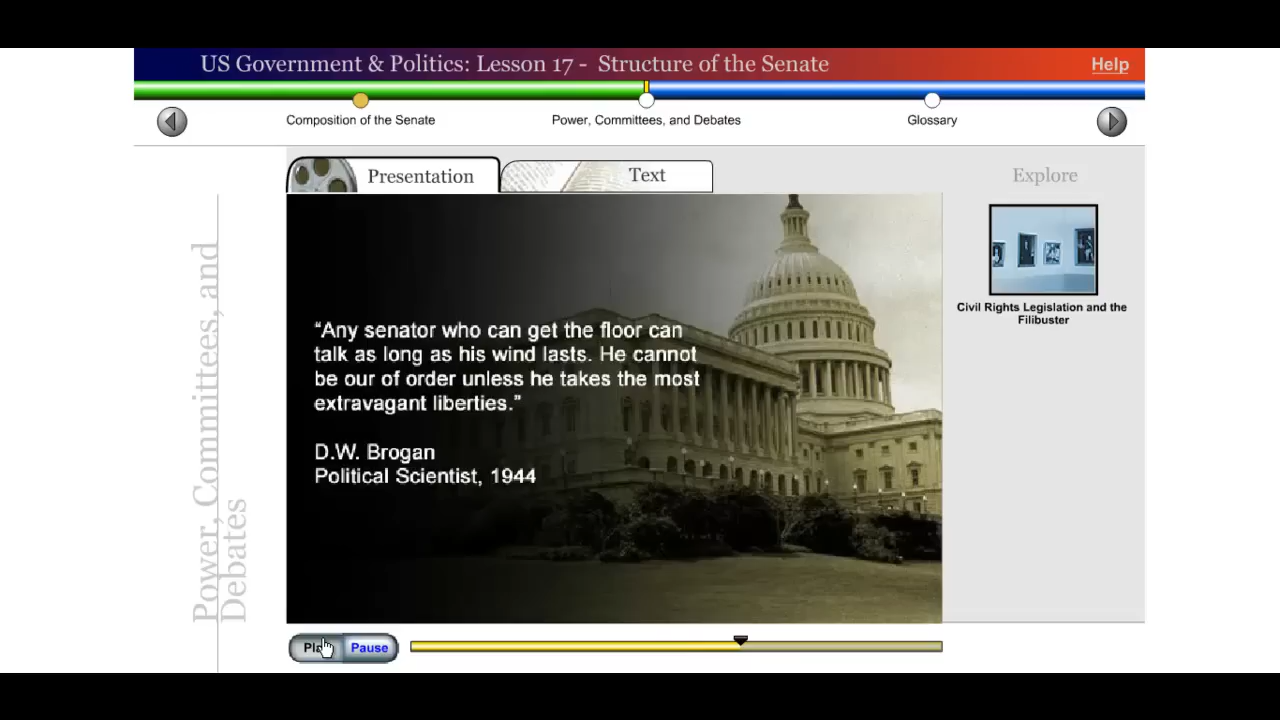 US Government & Politics: Lesson 17 - Structure of the Senate
Help
Composition of the Senate
Power, Committees, and Debates
Glossary
Presentation
Text
Explore
Civil Rights Legislation and the
Filibuster
Power, Committees, and
Debates
“Any senator who can get the floor can
talk as long as his wind lasts. He cannot
be our of order unless he takes the most
extravagant liberties.”
D.W. Brogan
Political Scientist, 1944
Pause